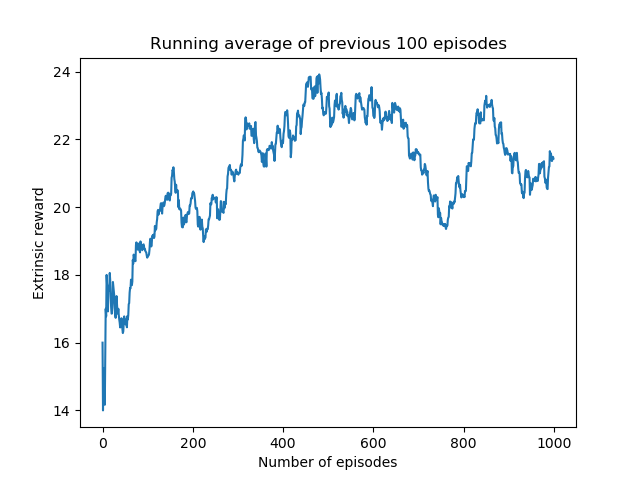 Running average of previous 100 episodes
Extrinsic reward
24
22
20
18
16
14
0 200 400 600 800 1000
Number of episodes